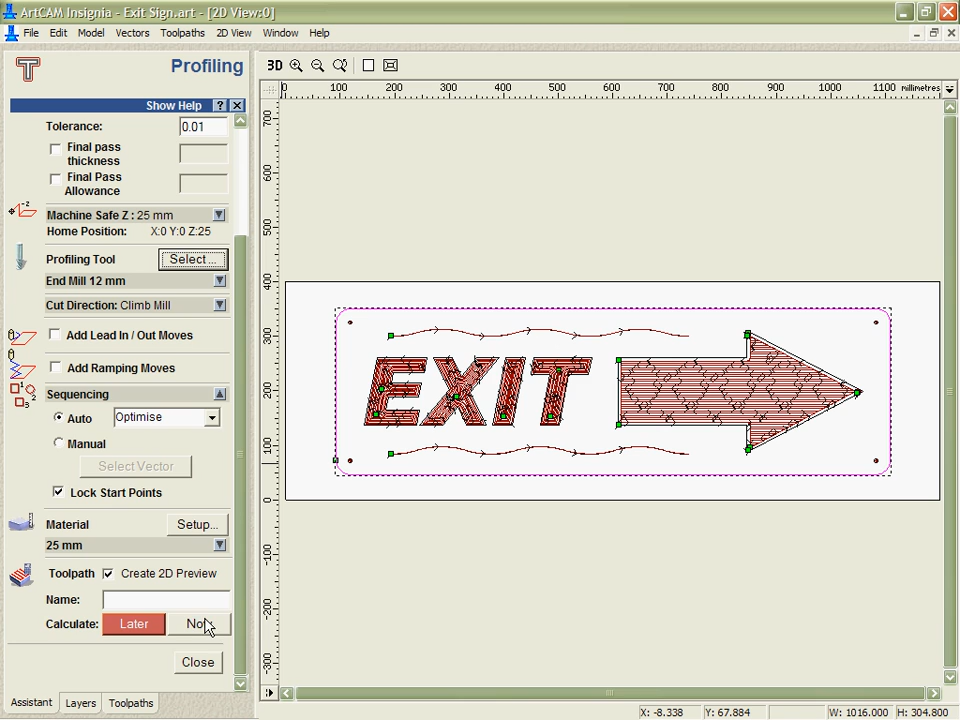 ArtCAM Insignia - Exit Sign.art - [2D View:0]
File Edit Model Vectors Toolpaths 2D View Window Help
Profiling
3D
Show Help ? X
0 100 200 300 400 500 600 700 800 900 1000 1100 millimetres
Tolerance: 0.01
Final pass thickness
Final Pass Allowance
Machine Safe Z : 25 mm
Home Position: X:0 Y:0 Z:25
Profiling Tool Select ...
End Mill 12 mm
Cut Direction: Climb Mill
Add Lead In / Out Moves
Add Ramping Moves
Sequencing
Auto Optimise
Manual
Select Vector
Lock Start Points
Material Setup...
25 mm
Toolpath Create 2D Preview
Name:
Calculate: Later Now
Close
Assistant Layers Toolpaths
700
600
500
400
300
200
100
0
-100
-200
-300
EXIT
X: -8.338 Y: 67.884 W: 1016.000 H: 304.800